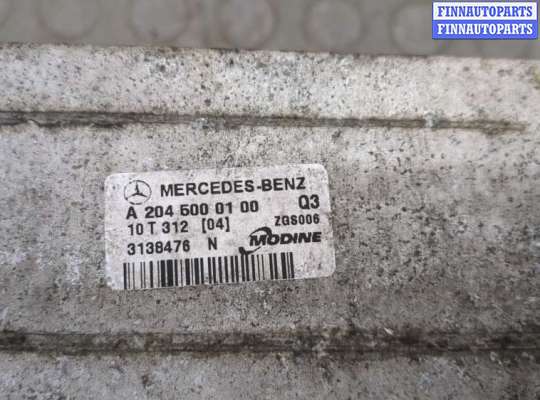 FINNAUTOPARTS
FINNAUTOPARTS
MERCEDES-BENZ
A 204 500 01 00 Q3
10 T 312 [04] ZGS006
3138476 N MODINE